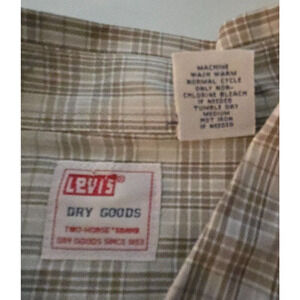 MACHINE
WASH WARM
NORMAL CYCLE
ONLY NON-
CHLORINE BLEACH
IF NEEDED
TUMBLE DRY
MEDIUM
HOT IRON
IF NEEDED
Levi's®
DRY GOODS
TWO-HORSE® BRAND
DRY GOODS SINCE 1853